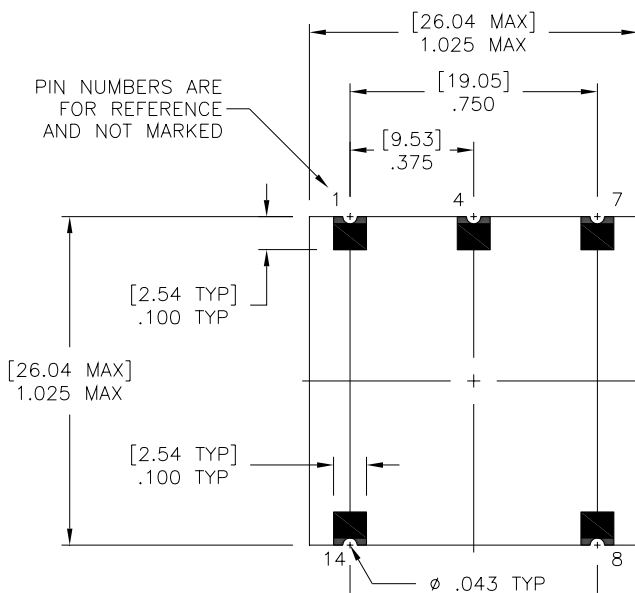 [26.04 MAX]
1.025 MAX
[19.05]
.750
PIN NUMBERS ARE
FOR REFERENCE
AND NOT MARKED
[9.53]
.375
1
4
7
[2.54 TYP]
.100 TYP
[26.04 MAX]
1.025 MAX
[2.54 TYP]
.100 TYP
14
8
ø .043 TYP